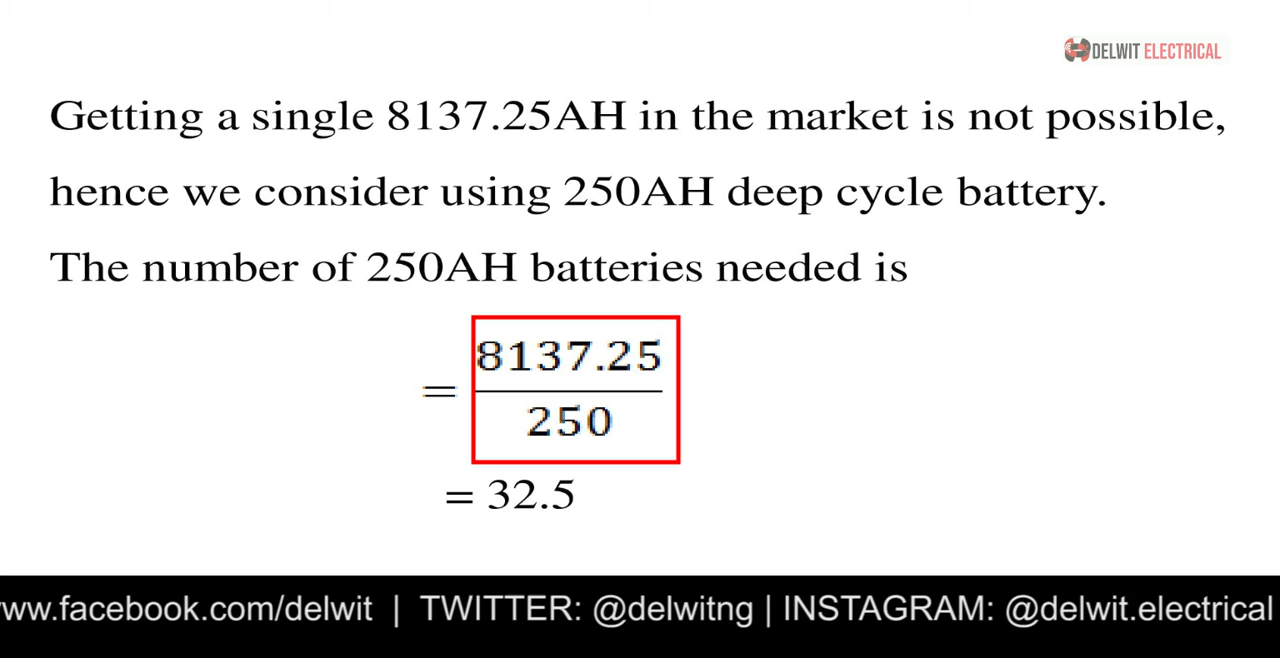 DELWIT ELECTRICAL
Getting a single 8137.25AH in the market is not possible,
hence we consider using 250AH deep cycle battery.
The number of 250AH batteries needed is
= 8137.25
250
= 32.5
ww.facebook.com/delwit | TWITTER: @delwitng | INSTAGRAM: @delwit.electrical